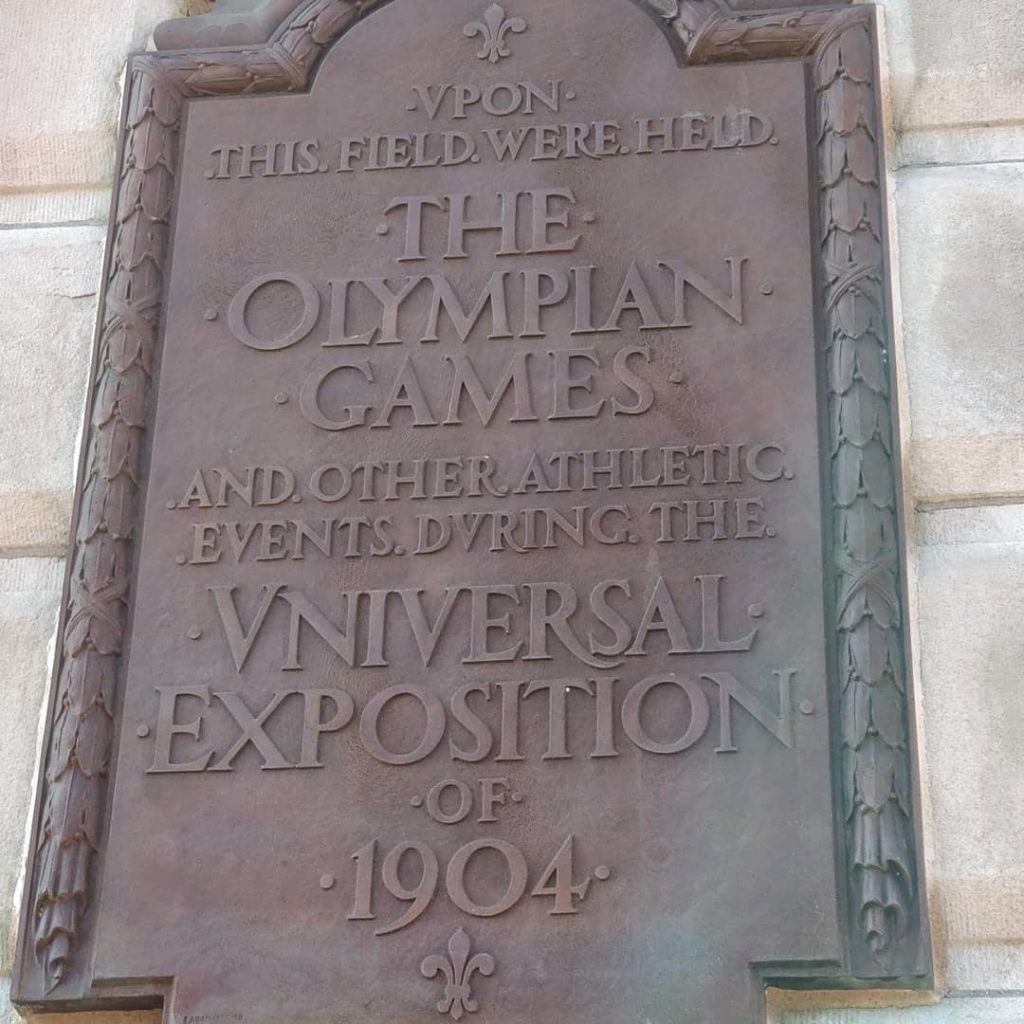 ·VPON·
.THIS.FIELD.WERE.HELD.
·THE·
·OLYMPIAN·
·GAMES·
.AND.OTHER.ATHLETIC.
.EVENTS.DVRING.THE.
·VNIVERSAL·
·EXPOSITION·
·OF·
·1904·